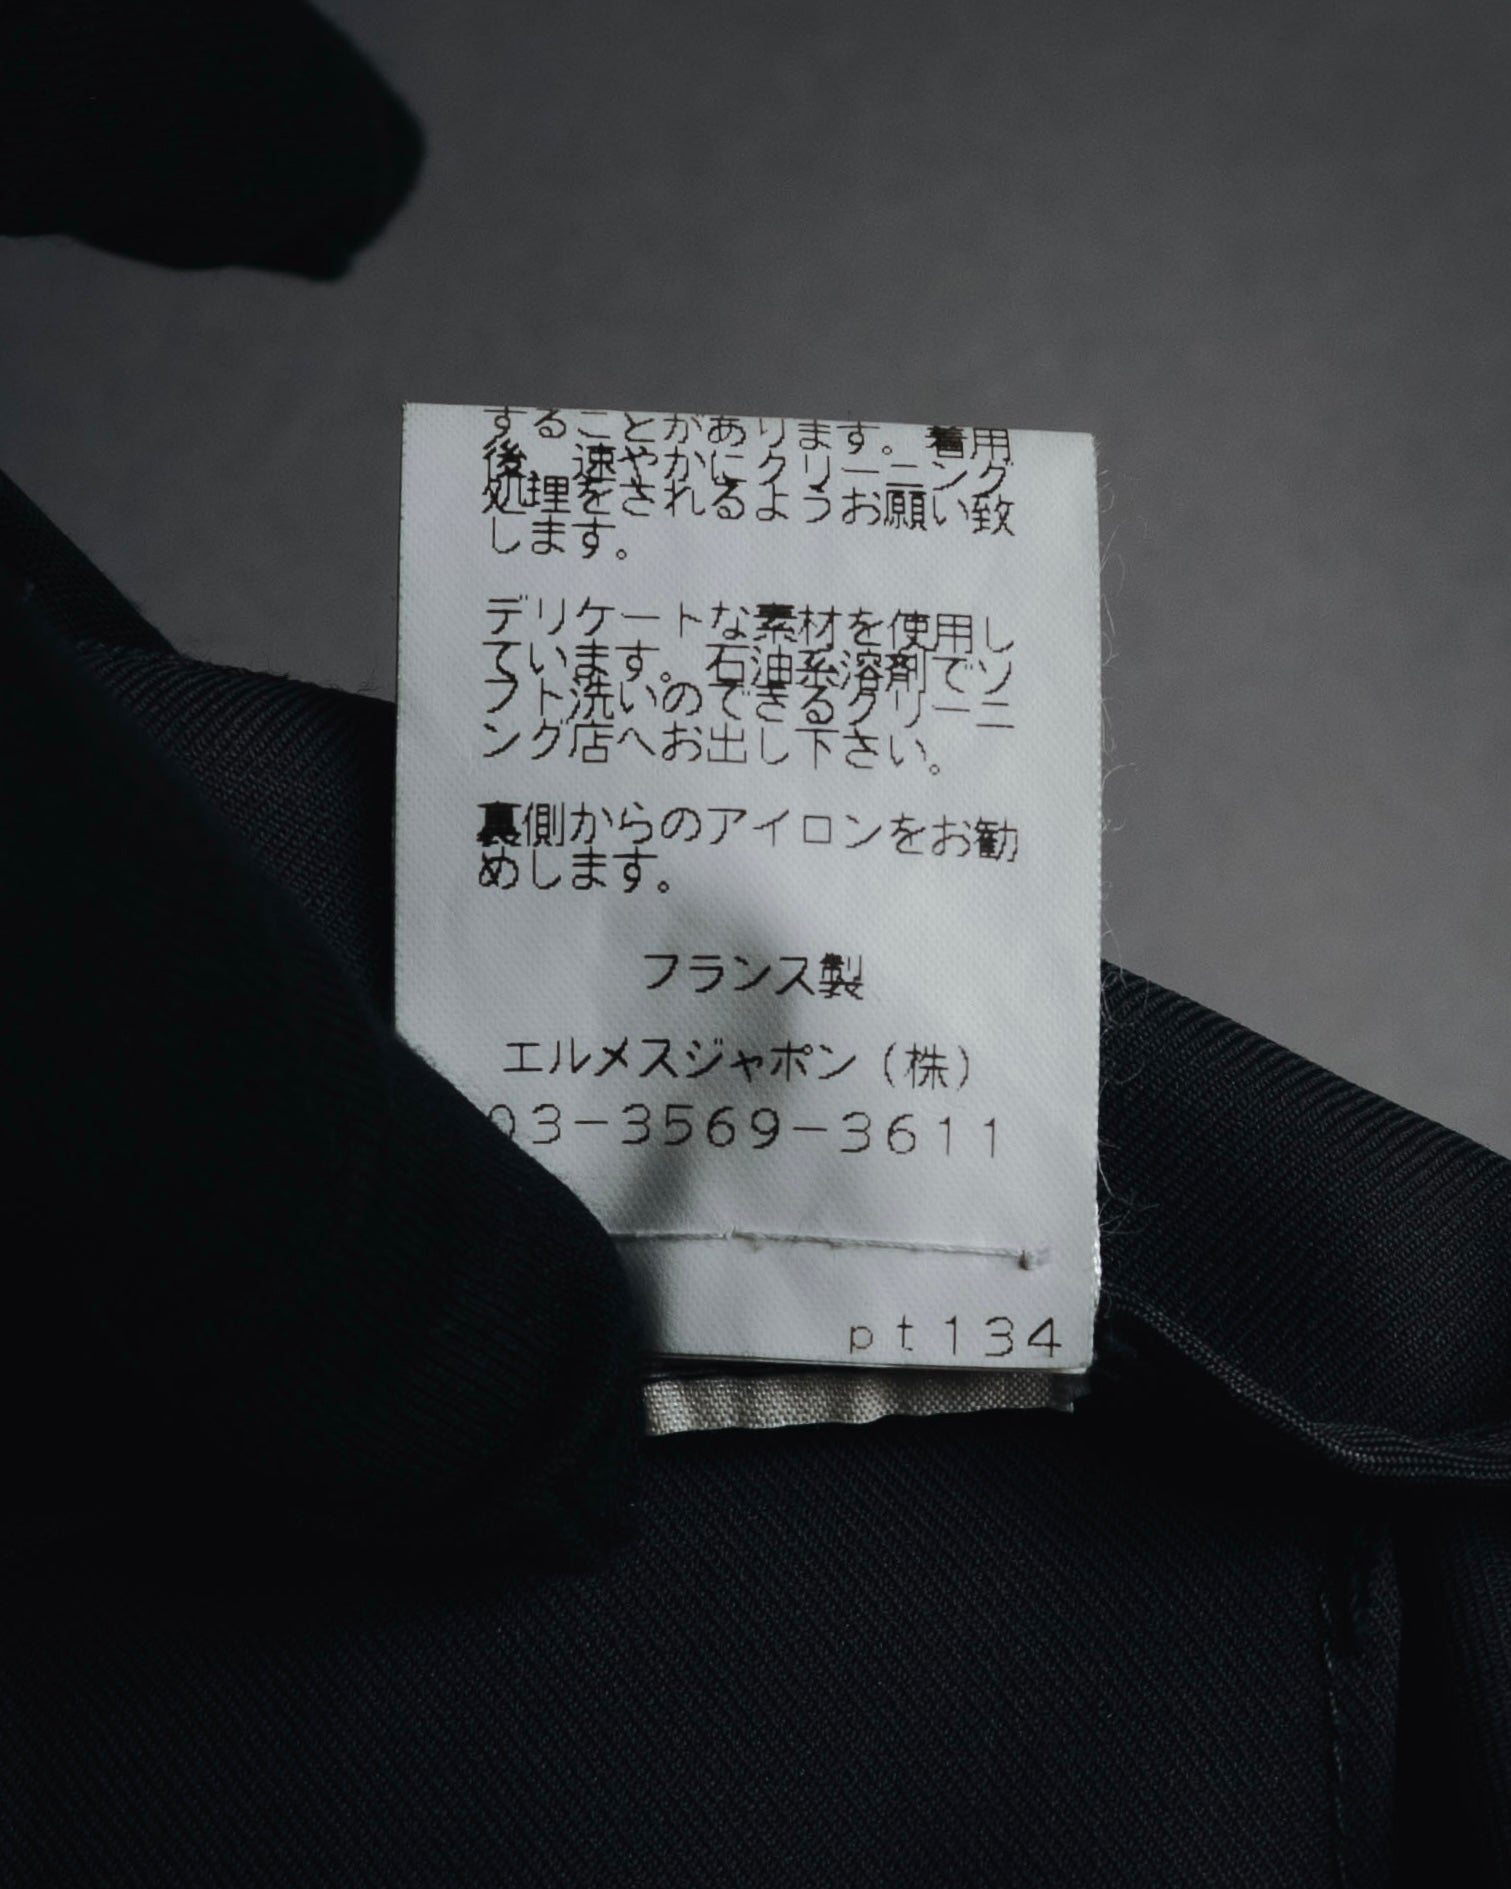 することがあります。着用
後、速やかにクリーニング
処理をされるようお願い致
します。
デリケートな素材を使用し
ています。石油系溶剤でソ
フト洗いのできるクリーニ
ング店へお出し下さい。
裏側からのアイロンをお勧
めします。
フランス製
エルメスジャポン(株)
03-3569-3611
pt134